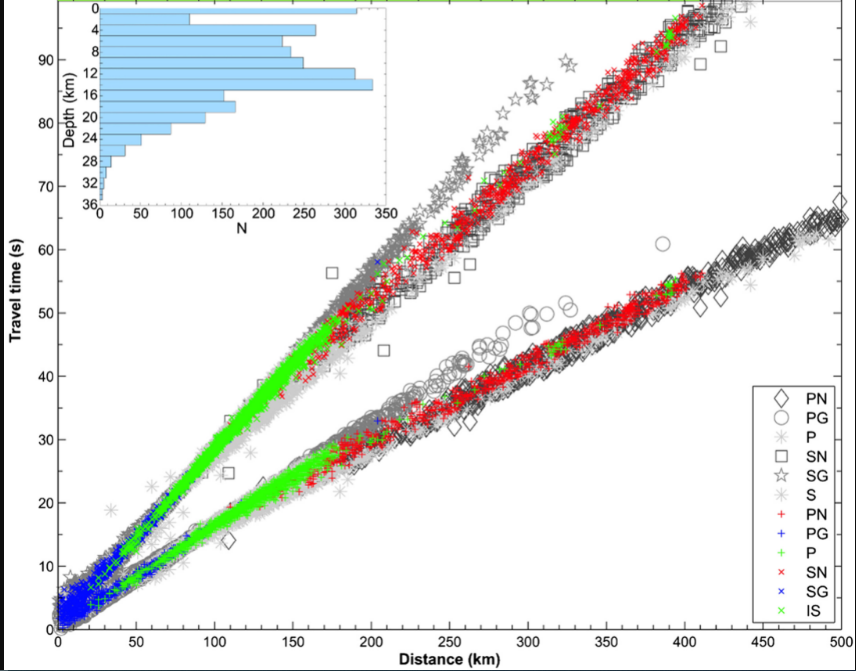 0
4
8
12
16
20
24
28
32
36
Depth (km)
0 50 100 150 200 250 300 350
N
90
80
70
60
50
40
30
20
10
0
Travel time (s)
0 50 100 150 200 250 300 350 400 450 500
Distance (km)
PN
PG
P
SN
SG
S
PN
PG
P
SN
SG
IS